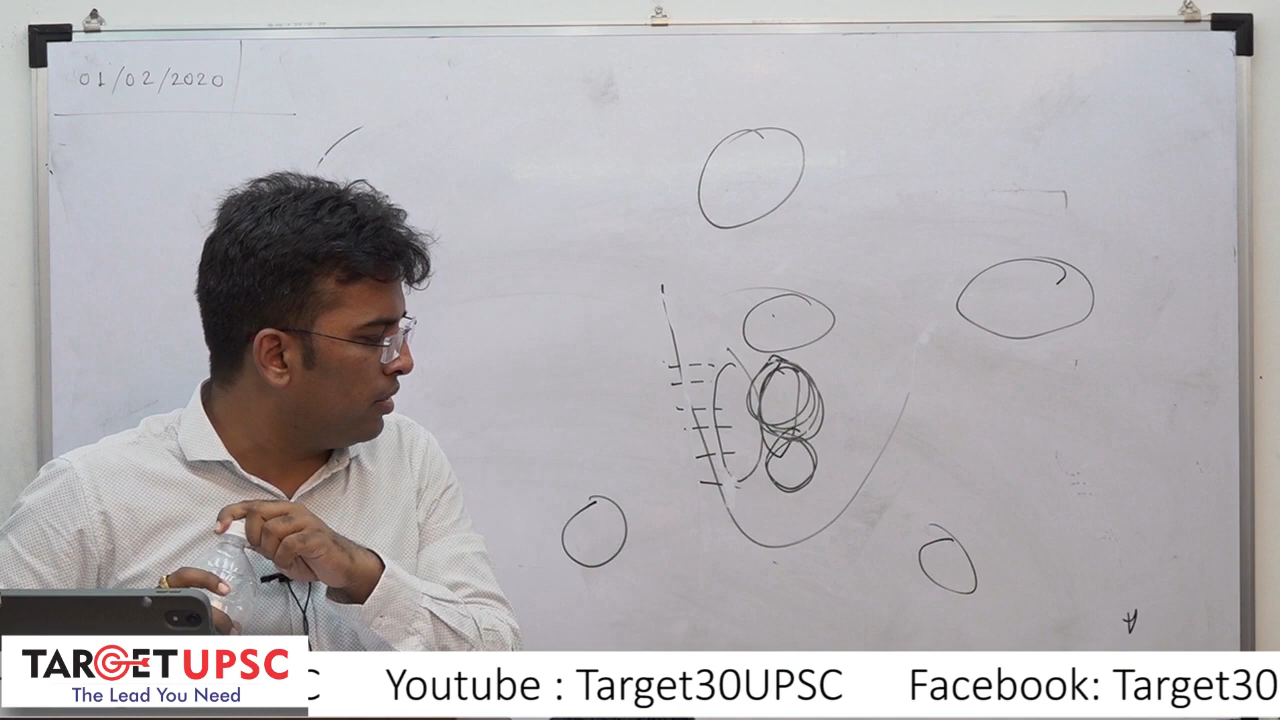 01/02/2020
TARGETUPSC
The Lead You Need
C Youtube : Target30UPSC Facebook: Target30